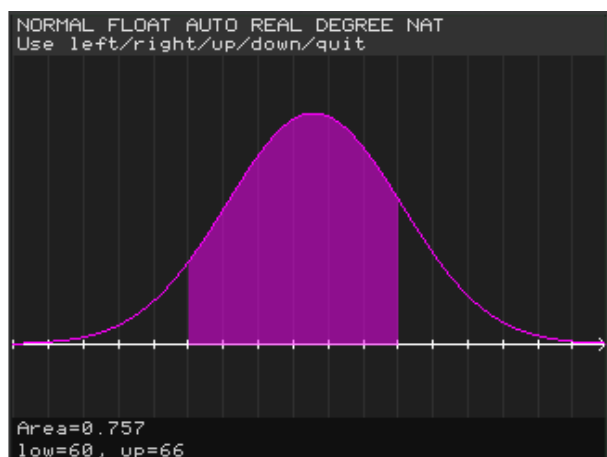 NORMAL FLOAT AUTO REAL DEGREE NAT
Use left/right/up/down/quit
Area=0.757
low=60, up=66